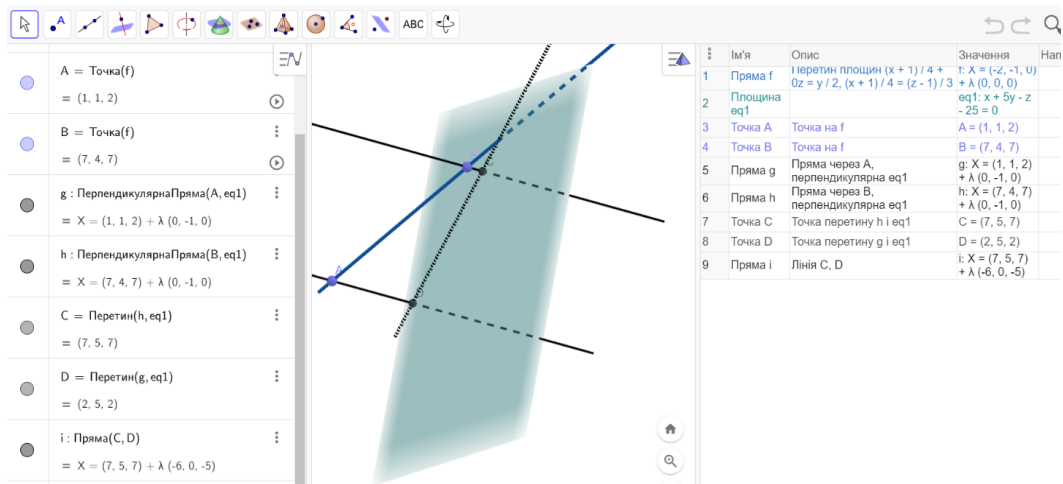 A
ABC
A = Точка(f)
= (1, 1, 2)
B = Точка(f)
= (7, 4, 7)
g : ПерпендикулярнаПряма(A, eq1)
= X = (1, 1, 2) + λ (0, -1, 0)
h : ПерпендикулярнаПряма(B, eq1)
= X = (7, 4, 7) + λ (0, -1, 0)
C = Перетин(h, eq1)
= (7, 5, 7)
D = Перетин(g, eq1)
= (2, 5, 2)
i : Пряма(C, D)
= X = (7, 5, 7) + λ (-6, 0, -5)
A
Ім'я Опис Значення Нап
1 Пряма f Перетин площин (x + 1) / 4 + 0z = y / 2, (x + 1) / 4 = (z - 1) / 3 f: X = (-2, -1, 0) + λ (0, 0, 0)
2 Площина eq1 eq1: x + 5y - z - 25 = 0
3 Точка A Точка на f A = (1, 1, 2)
4 Точка B Точка на f B = (7, 4, 7)
5 Пряма g Пряма через A, перпендикулярна eq1 g: X = (1, 1, 2) + λ (0, -1, 0)
6 Пряма h Пряма через B, перпендикулярна eq1 h: X = (7, 4, 7) + λ (0, -1, 0)
7 Точка C Точка перетину h і eq1 C = (7, 5, 7)
8 Точка D Точка перетину g і eq1 D = (2, 5, 2)
9 Пряма i Лінія C, D i: X = (7, 5, 7) + λ (-6, 0, -5)